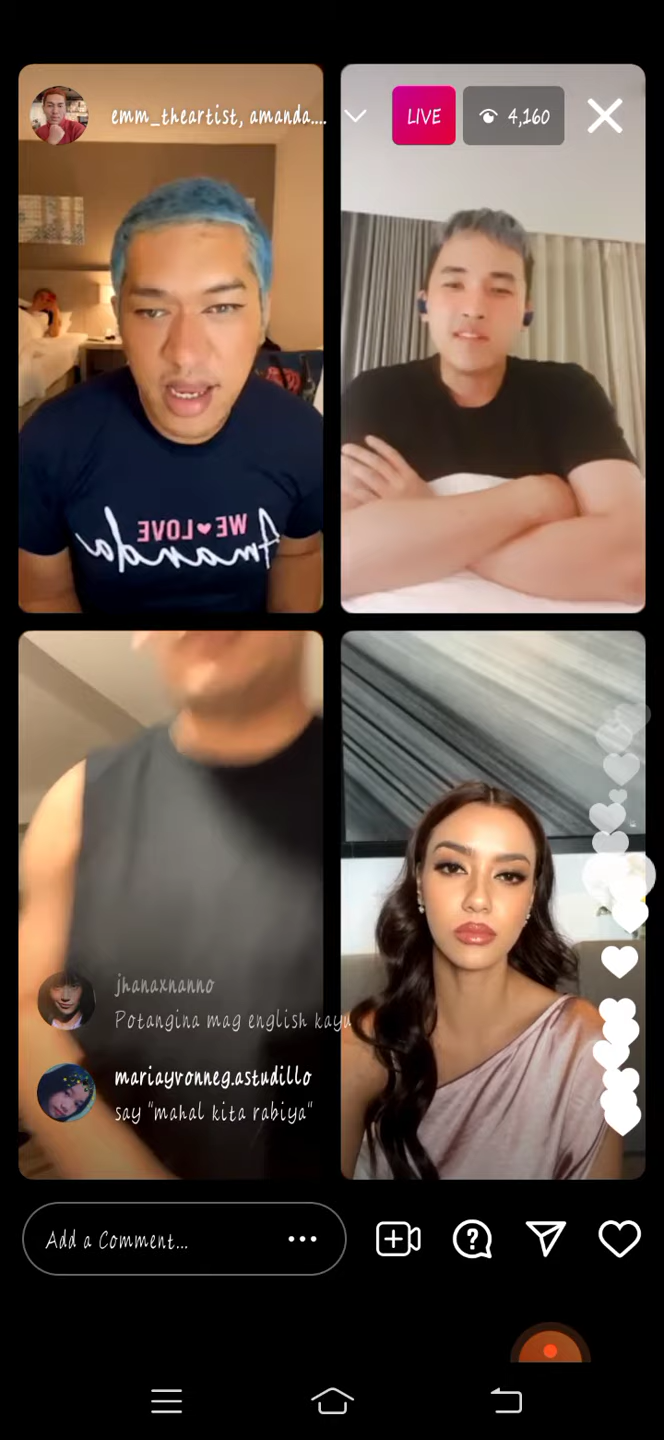 emm_theartist, amanda....
LIVE
4,160
WE LOVE
Amanda
jhanaxnanno
Potangina mag english kayu
mariayvonneg.astudillo
say "mahal kita rabiya"
Add a Comment...